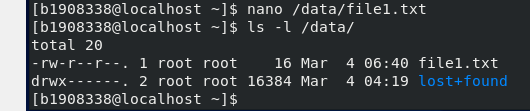 [b1908338@localhost ~]$ nano /data/file1.txt
[b1908338@localhost ~]$ ls -l /data/
total 20
-rw-r--r--. 1 root root    16 Mar  4 06:40 file1.txt
drwx------. 2 root root 16384 Mar  4 04:19 lost+found
[b1908338@localhost ~]$